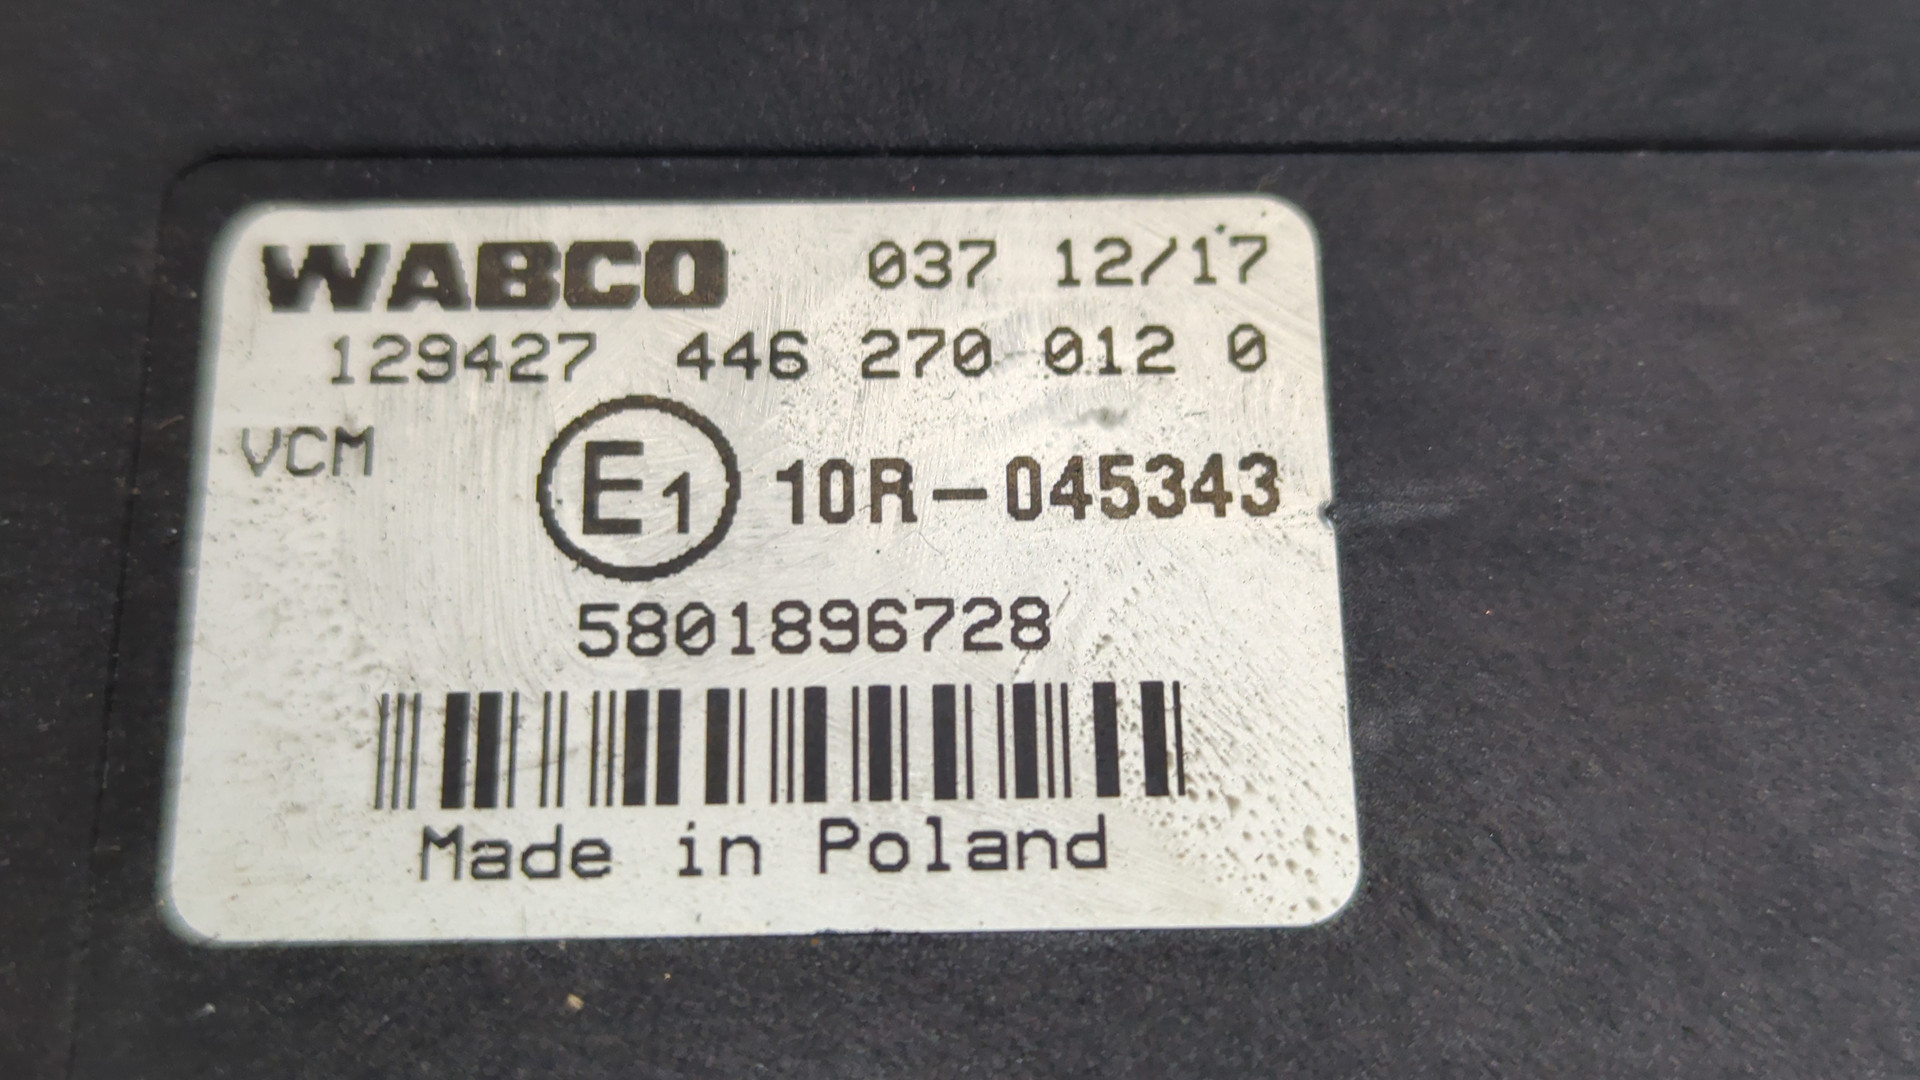 WABCO 037 12/17
129427 446 270 012 0
VCM E1 10R-045343
5801896728
Made in Poland